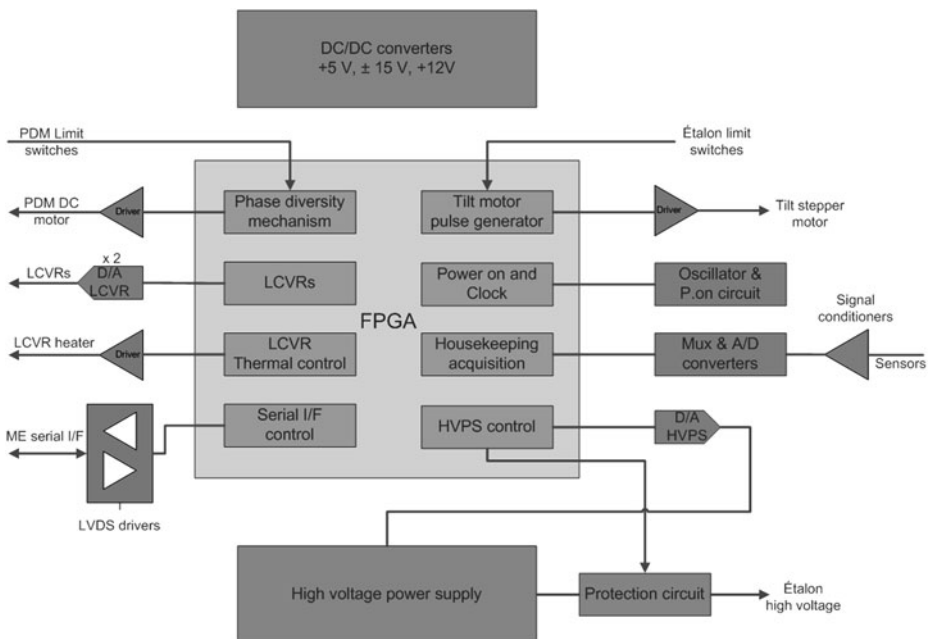 DC/DC converters
+5 V, ± 15 V, +12V
PDM Limit
switches
Étalon limit
switches
PDM DC
motor
Driver
Phase diversity
mechanism
Tilt motor
pulse generator
Driver
Tilt stepper
motor
LCVRs
x 2
D/A
LCVR
LCVRs
Power on and
Clock
Oscillator &
P.on circuit
FPGA
Signal
conditioners
LCVR heater
Driver
LCVR
Thermal control
Housekeeping
acquisition
Mux & A/D
converters
Sensors
ME serial I/F
Serial I/F
control
HVPS control
D/A
HVPS
LVDS drivers
High voltage power supply
Protection circuit
Étalon
high voltage